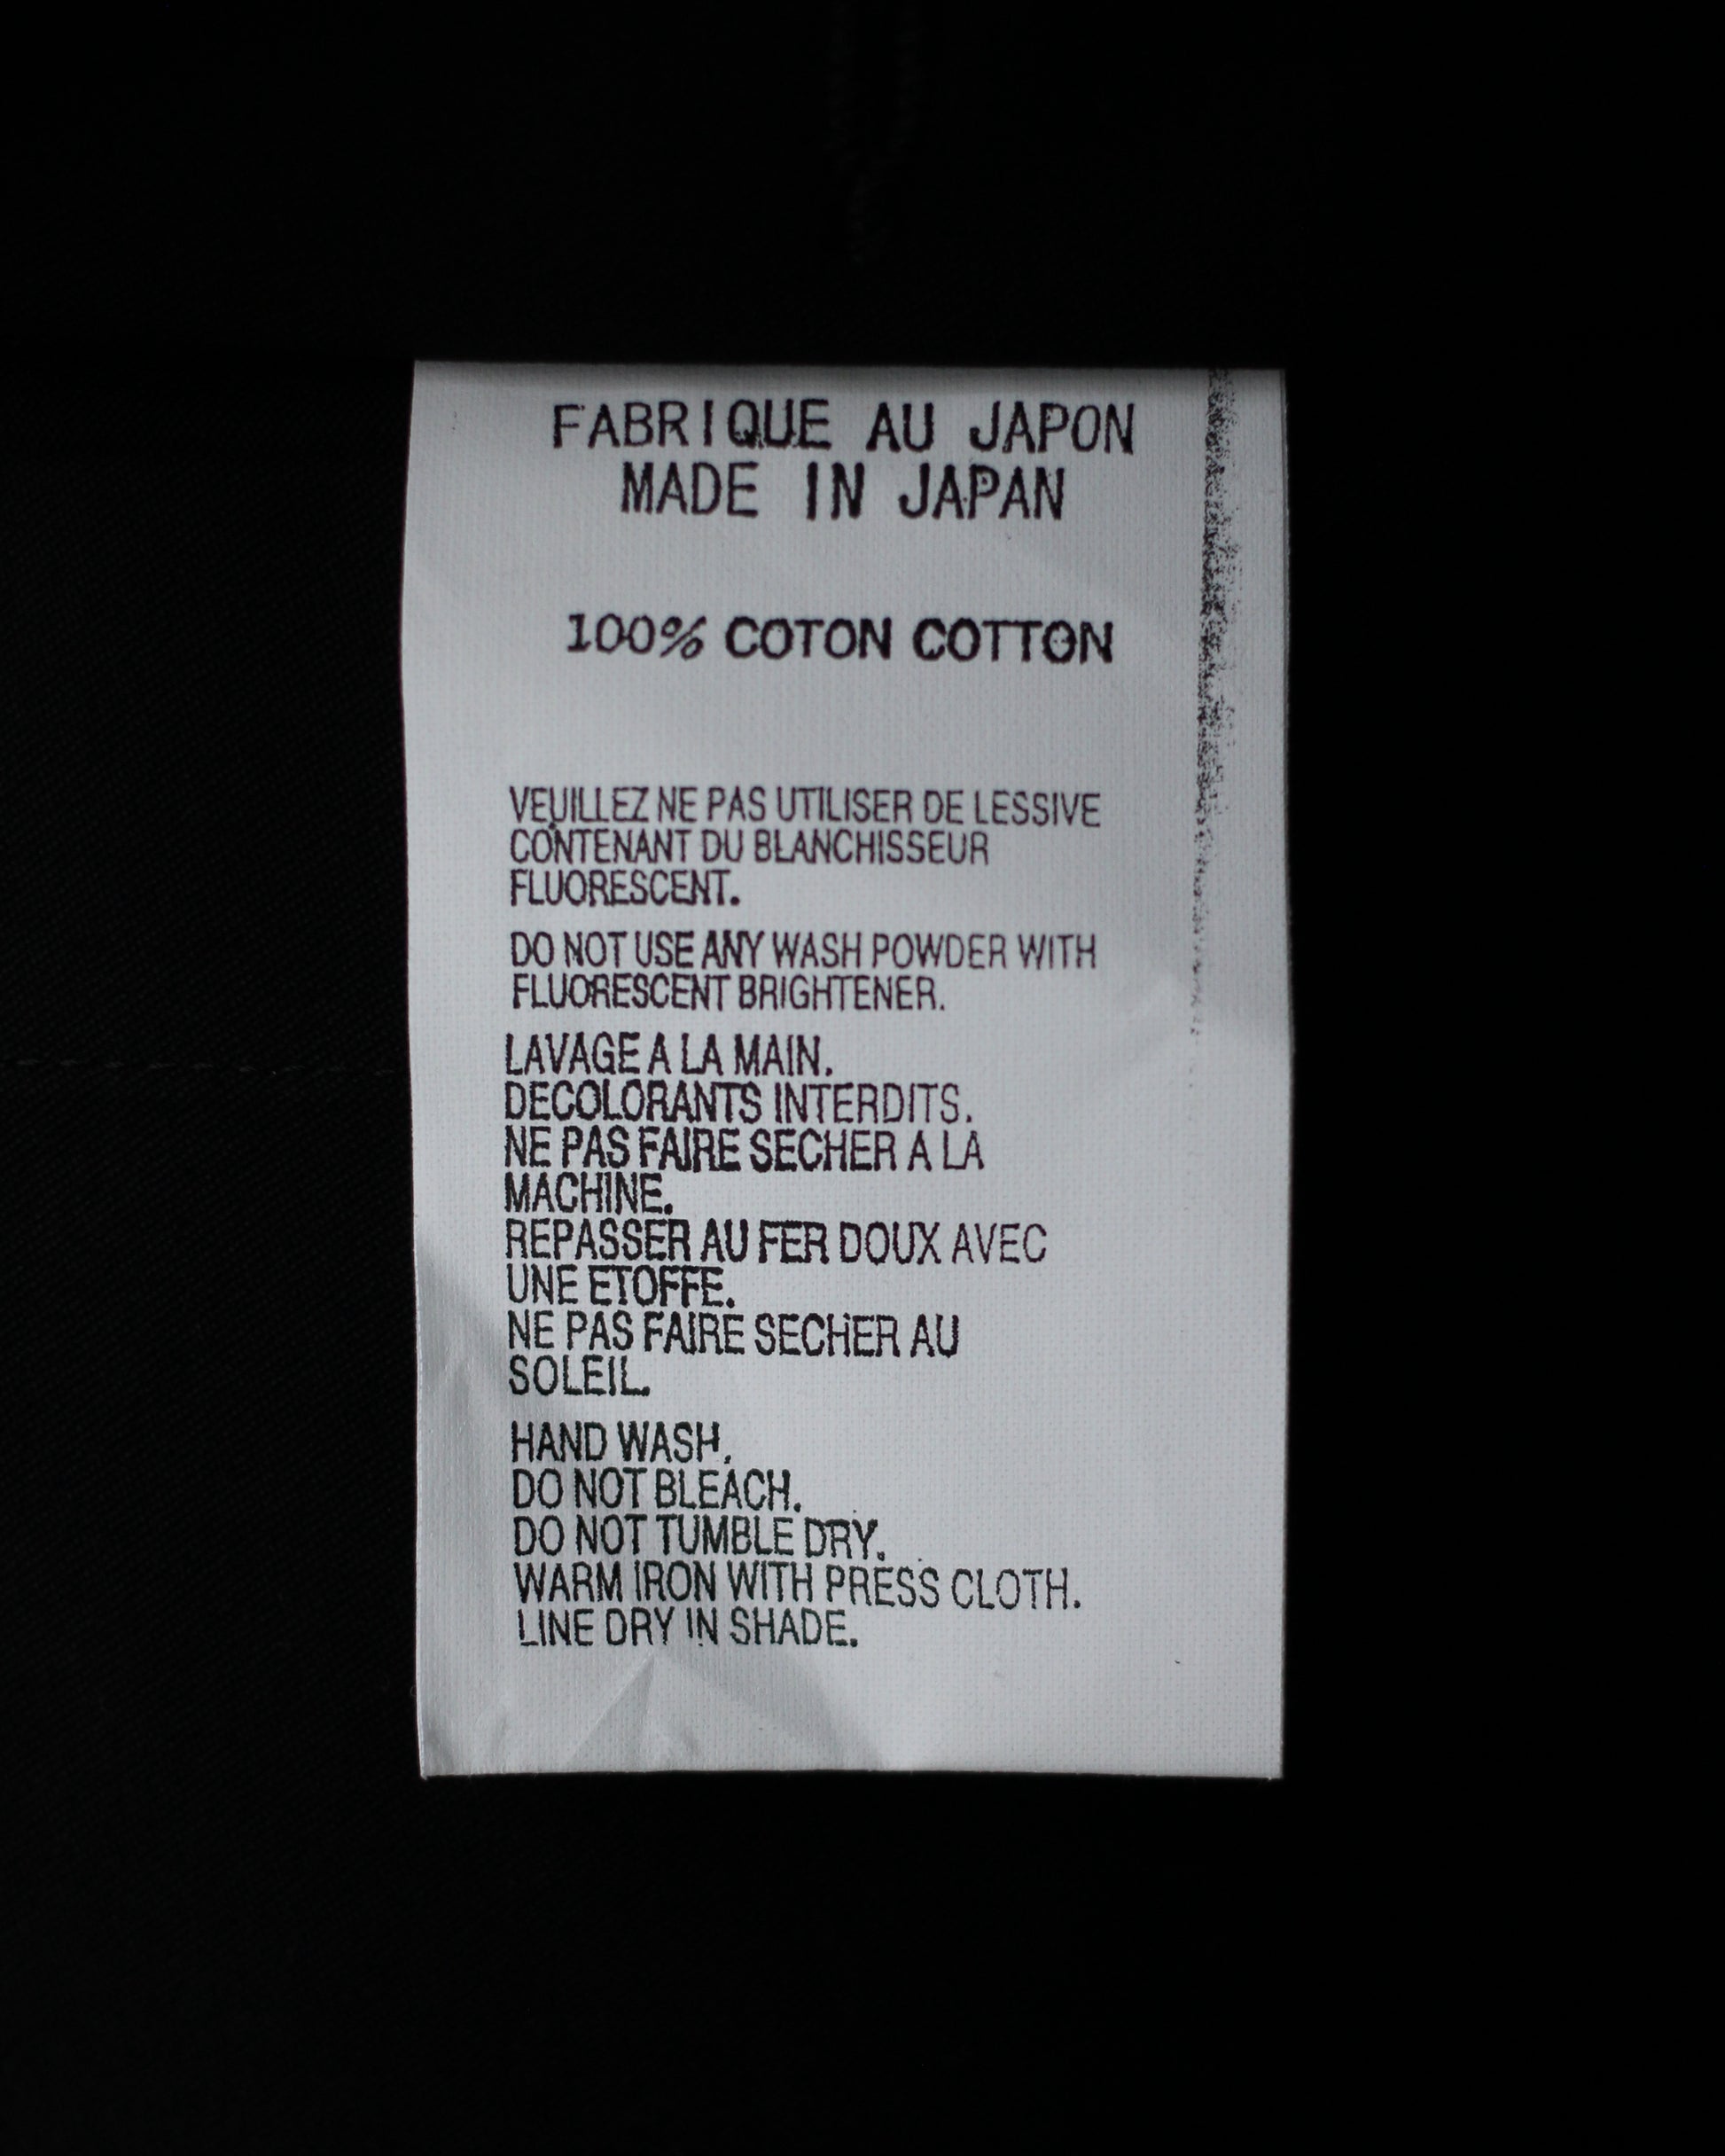 FABRIQUE AU JAPON
MADE IN JAPAN
100% COTON COTTON
VEUILLEZ NE PAS UTILISER DE LESSIVE
CONTENANT DU BLANCHISSEUR
FLUORESCENT.
DO NOT USE ANY WASH POWDER WITH
FLUORESCENT BRIGHTENER.
LAVAGE A LA MAIN.
DECOLORANTS INTERDITS.
NE PAS FAIRE SECHER A LA
MACHINE.
REPASSER AU FER DOUX AVEC
UNE ETOFFE.
NE PAS FAIRE SECHER AU
SOLEIL.
HAND WASH.
DO NOT BLEACH.
DO NOT TUMBLE DRY.
WARM IRON WITH PRESS CLOTH.
LINE DRY IN SHADE.